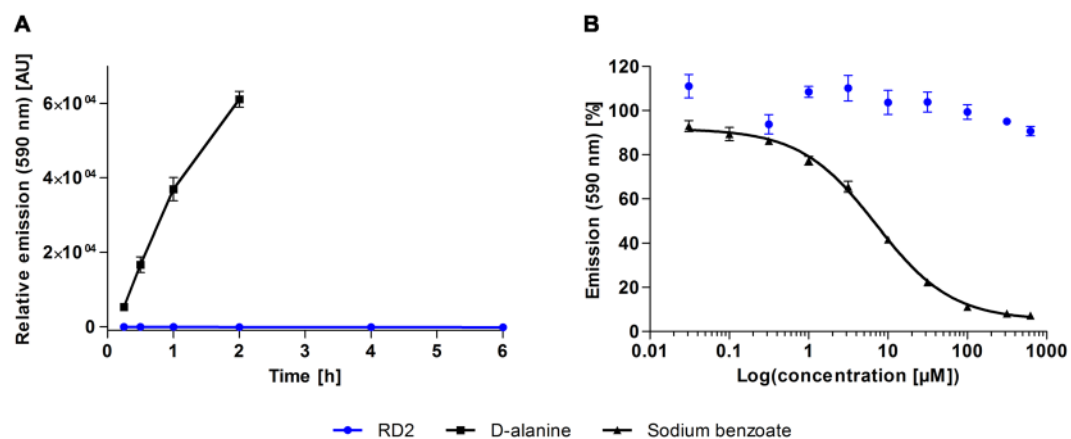 A
Relative emission (590 nm) [AU]
6×10⁰⁴
4×10⁰⁴
2×10⁰⁴
0
0 1 2 3 4 5 6
Time [h]
B
Emission (590 nm) [%]
120
100
80
60
40
20
0
0.01 0.1 1 10 100 1000
Log(concentration [µM])
RD2 D-alanine Sodium benzoate